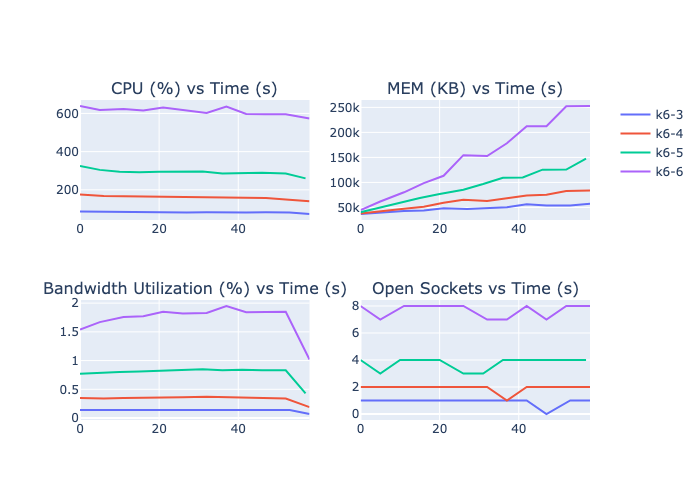 CPU (%) vs Time (s)
600
400
200
0 20 40
MEM (KB) vs Time (s)
250k
200k
150k
100k
50k
0 20 40
k6-3
k6-4
k6-5
k6-6
Bandwidth Utilization (%) vs Time (s)
2
1.5
1
0.5
0
0 20 40
Open Sockets vs Time (s)
8
6
4
2
0
0 20 40